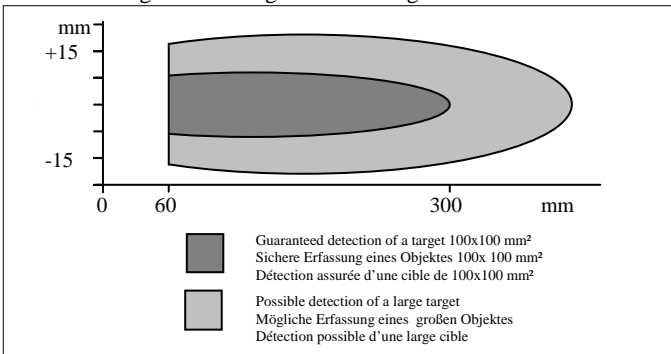 mm
+15
-15
0 60 300 mm
Guaranteed detection of a target 100x100 mm²
Sichere Erfassung eines Objektes 100x 100 mm²
Détection assurée d’une cible de 100x100 mm²
Possible detection of a large target
Mögliche Erfassung eines großen Objektes
Détection possible d’une large cible